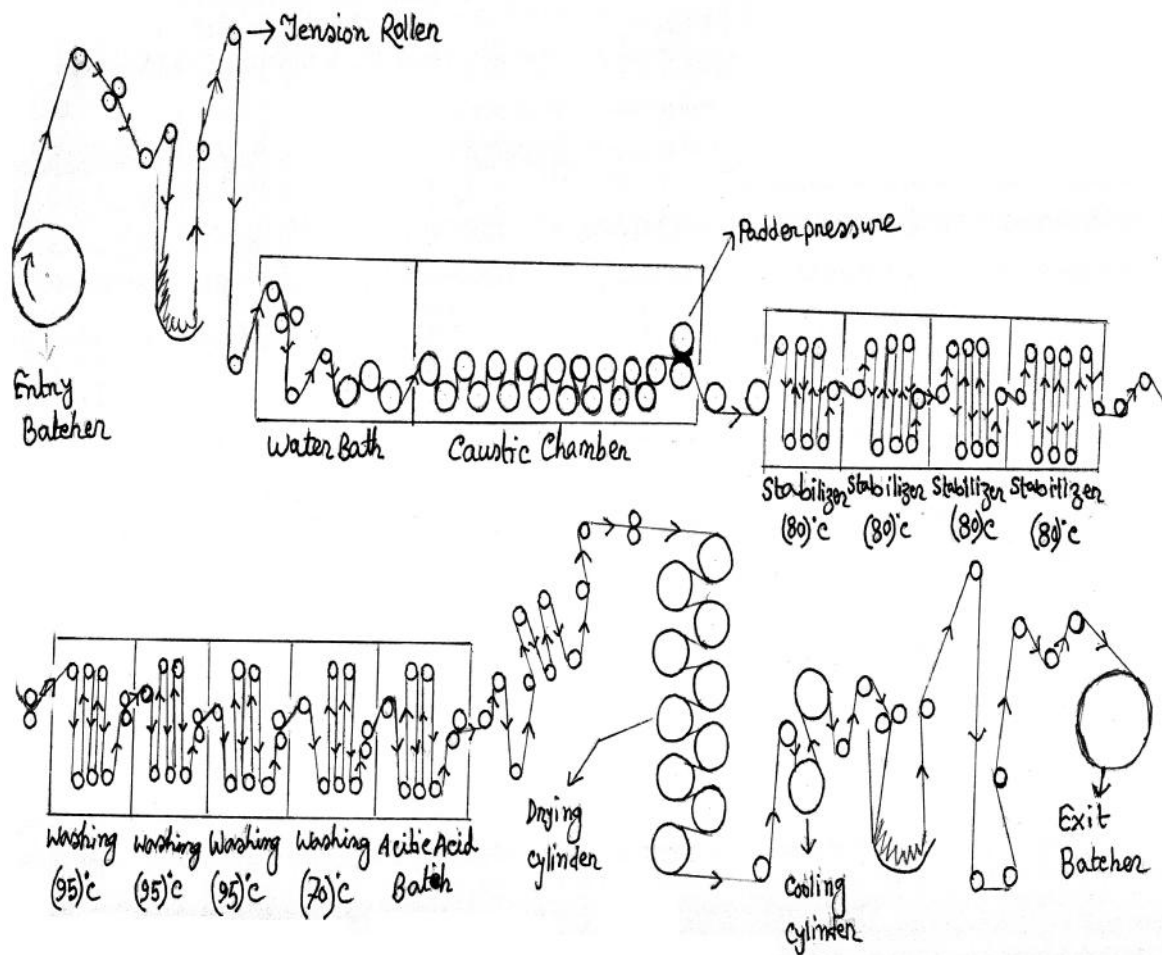 Tension Roller
Padder pressure
Entry
Batcher
Water Bath
Caustic Chamber
Stabilizer
(80)°C
Stabilizer
(80)°C
Stabilizer
(80)°C
Stabilizer
(80)°C
Washing
(95)°C
Washing
(95)°C
Washing
(95)°C
Washing
(70)°C
Acitic Acid
Batch
Drying
cylinder
Cooling
cylinder
Exit
Batcher